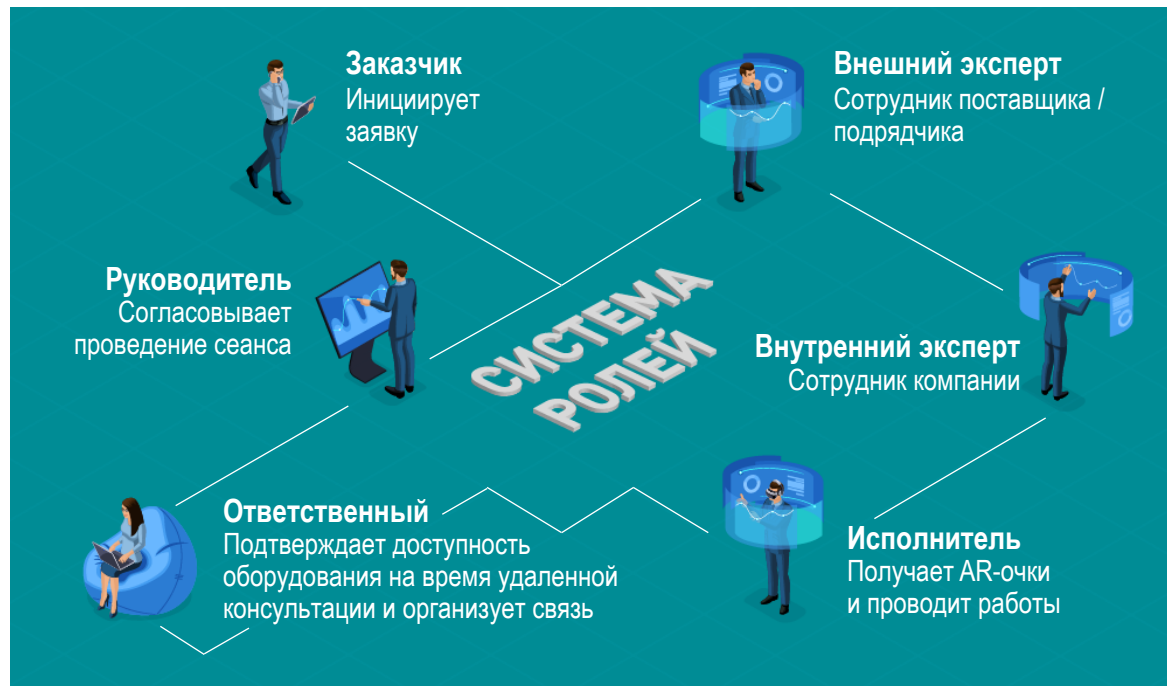 Заказчик
Инициирует
заявку
Внешний эксперт
Сотрудник поставщика /
подрядчика
Руководитель
Согласовывает
проведение сеанса
СИСТЕМА
РОЛЕЙ
Внутренний эксперт
Сотрудник компании
Ответственный
Подтверждает доступность
оборудования на время удаленной
консультации и организует связь
Исполнитель
Получает AR-очки
и проводит работы